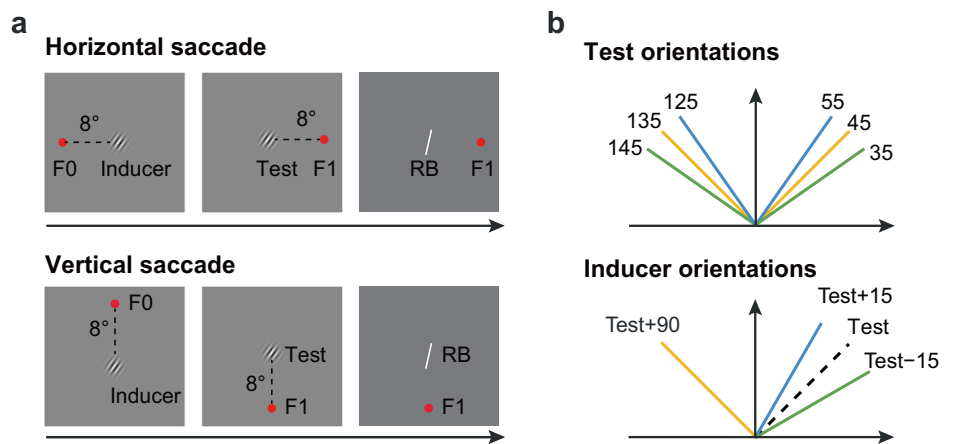 a
Horizontal saccade
8°
F0 Inducer
8°
Test F1
RB F1
Vertical saccade
F0
8°
Inducer
Test
8°
F1
RB
F1
b
Test orientations
125 55
135 45
145 35
Inducer orientations
Test+15
Test+90 Test
Test−15